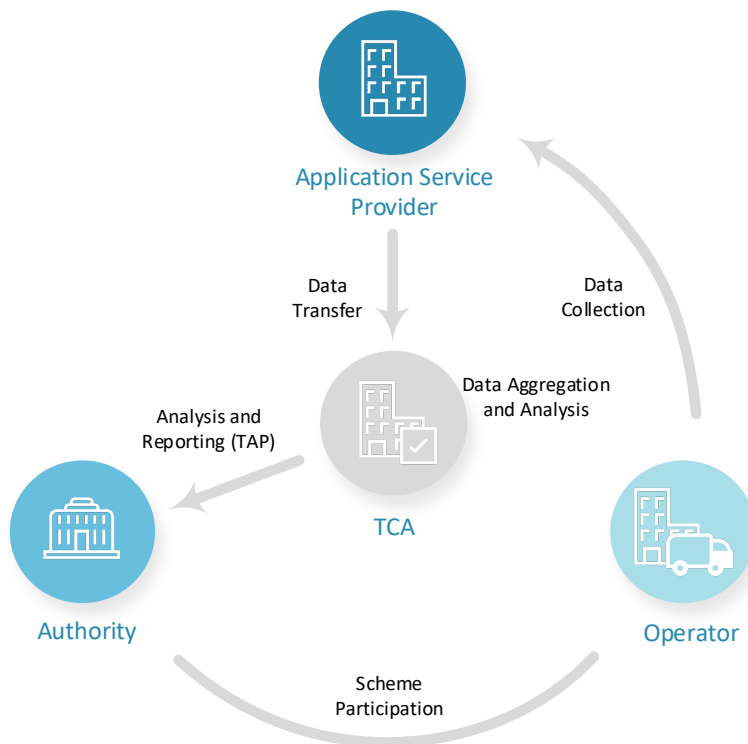 Application Service
Provider
Data
Transfer
Data
Collection
Data Aggregation
and Analysis
Analysis and
Reporting (TAP)
TCA
Authority
Operator
Scheme
Participation